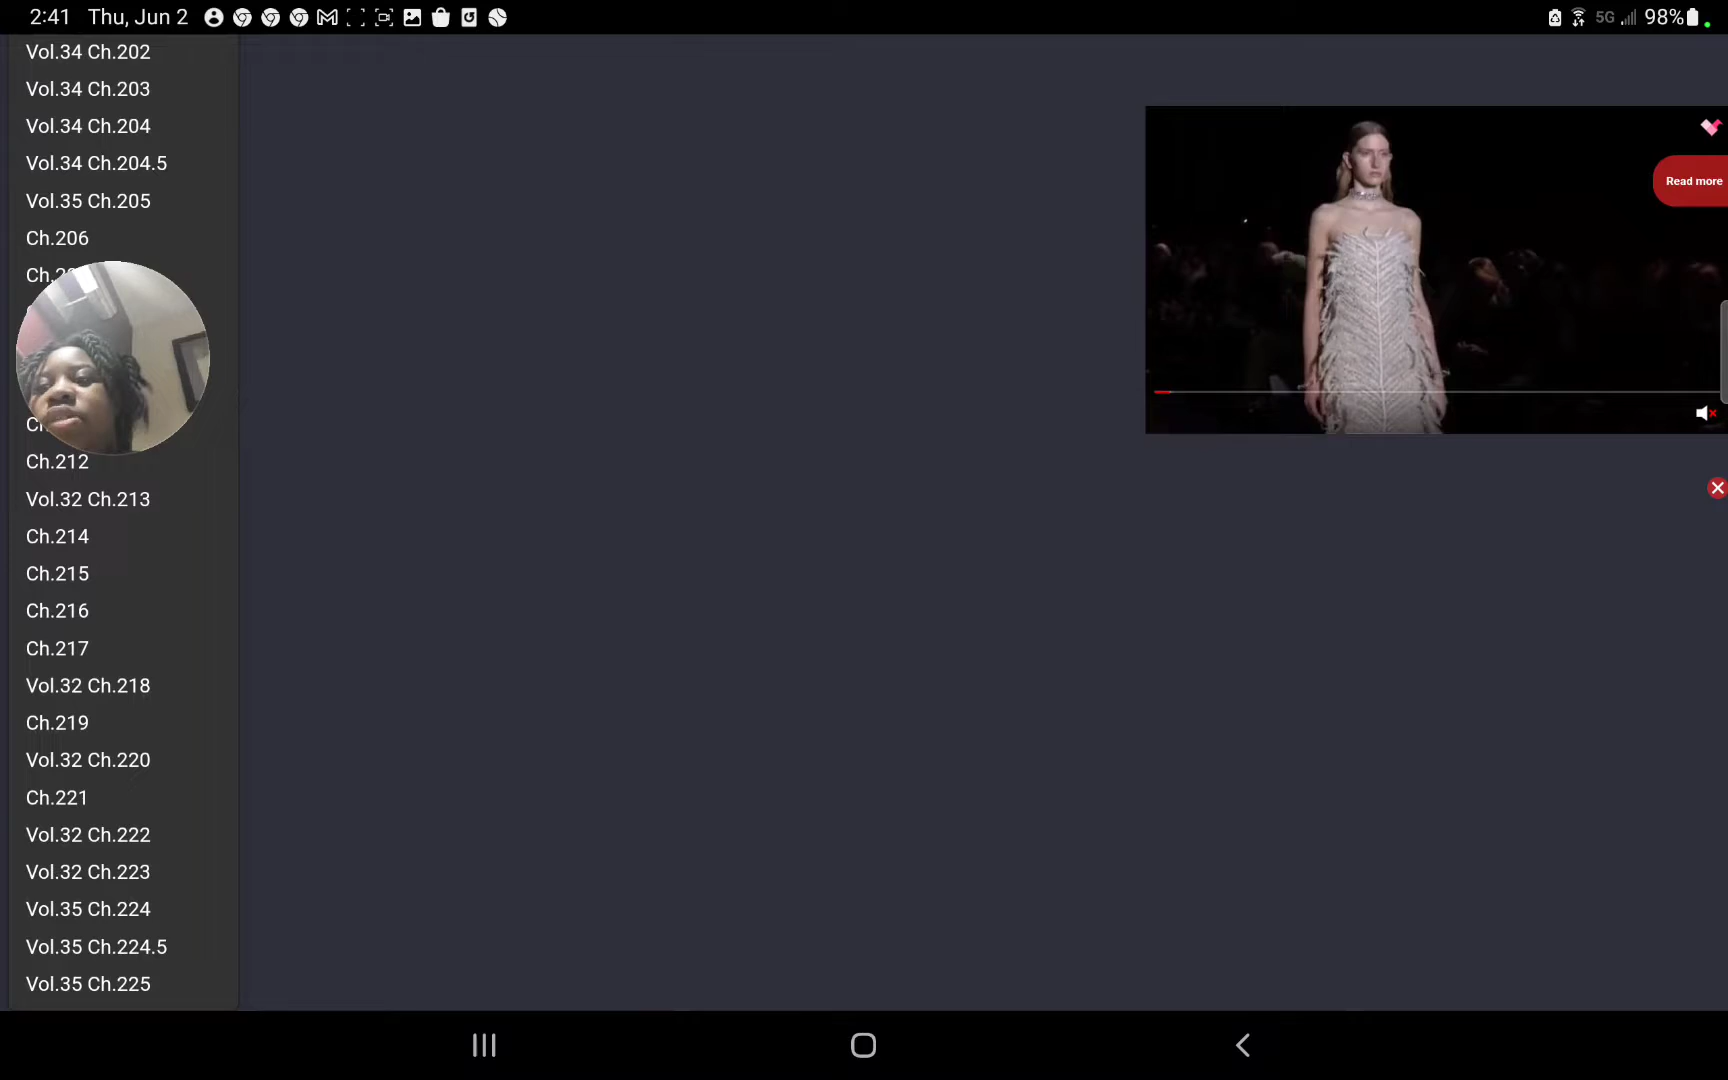 2:41 Thu, Jun 2
5G 98%
Vol.34 Ch.202
Vol.34 Ch.203
Vol.34 Ch.204
Vol.34 Ch.204.5
Vol.35 Ch.205
Ch.206
Read more
Ch.212
Vol.32 Ch.213
Ch.214
Ch.215
Ch.216
Ch.217
Vol.32 Ch.218
Ch.219
Vol.32 Ch.220
Ch.221
Vol.32 Ch.222
Vol.32 Ch.223
Vol.35 Ch.224
Vol.35 Ch.224.5
Vol.35 Ch.225